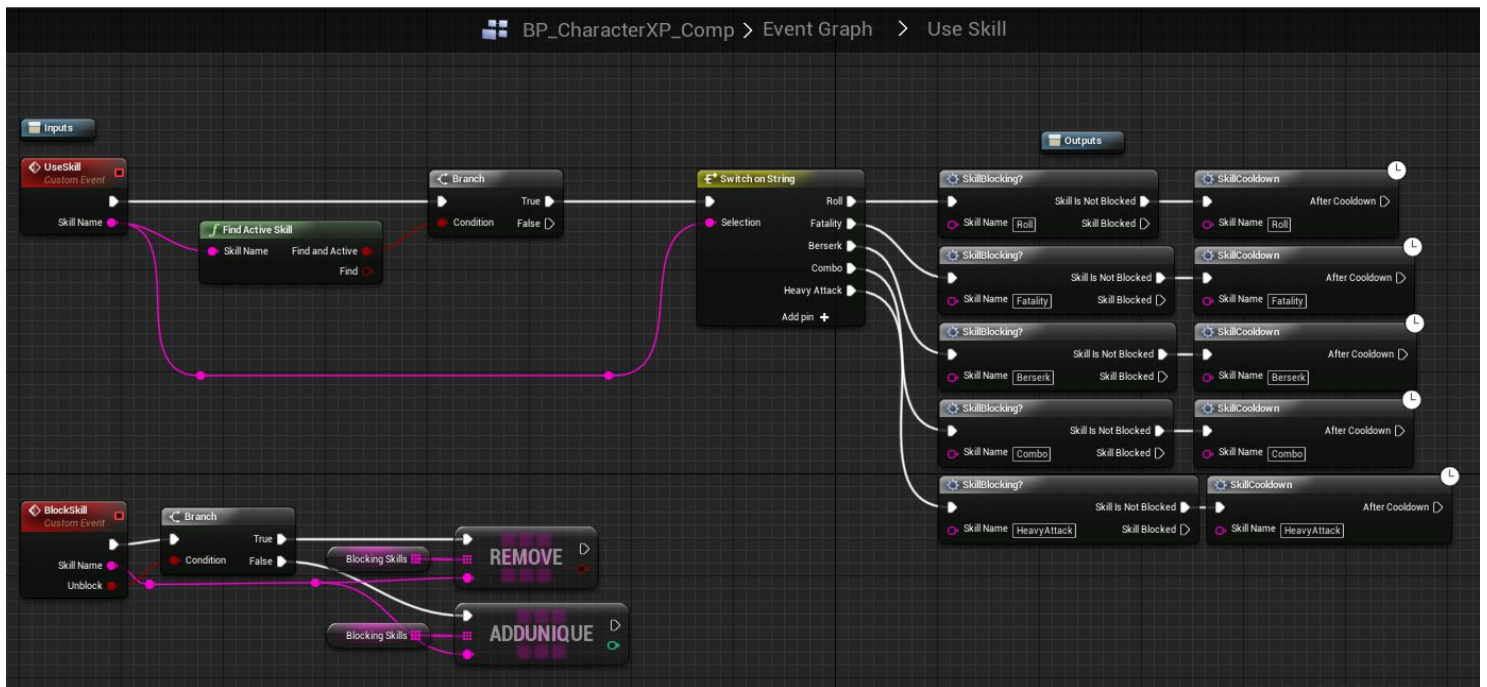 BP_CharacterXP_Comp > Event Graph > Use Skill
Inputs
Outputs
UseSkill
Custom Event
Skill Name
Find Active Skill
Skill Name Find and Active
Find
Branch
True
Condition False
Switch on String
Roll
Selection Fatality
Berserk
Combo
Heavy Attack
Add pin +
SkillBlocking?
Skill Is Not Blocked
Skill Name Roll Skill Blocked
SkillCooldown
After Cooldown
Skill Name Roll
SkillBlocking?
Skill Is Not Blocked
Skill Name Fatality Skill Blocked
SkillCooldown
After Cooldown
Skill Name Fatality
SkillBlocking?
Skill Is Not Blocked
Skill Name Berserk Skill Blocked
SkillCooldown
After Cooldown
Skill Name Berserk
SkillBlocking?
Skill Is Not Blocked
Skill Name Combo Skill Blocked
SkillCooldown
After Cooldown
Skill Name Combo
SkillBlocking?
Skill Is Not Blocked
Skill Name HeavyAttack Skill Blocked
SkillCooldown
After Cooldown
Skill Name HeavyAttack
BlockSkill
Custom Event
Skill Name
Unblock
Branch
True
Condition False
Blocking Skills
REMOVE
Blocking Skills
ADDUNIQUE